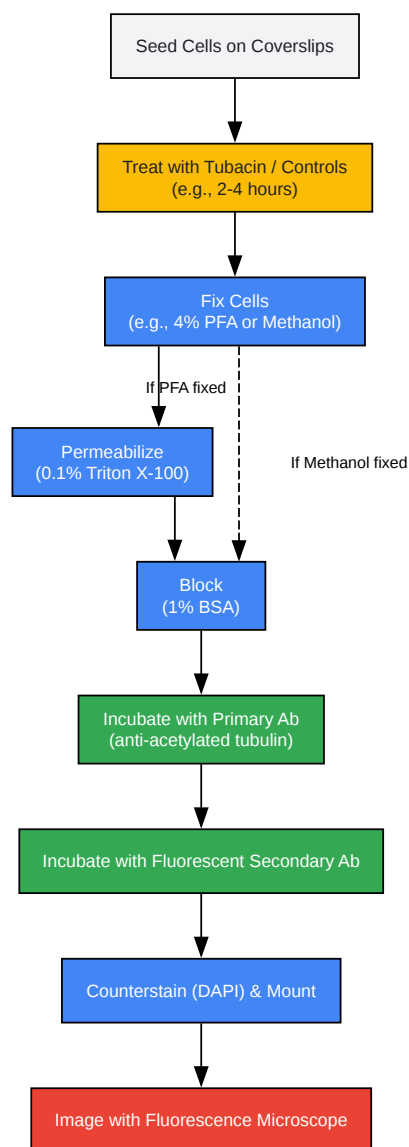 Seed Cells on Coverslips
Treat with Tubacin / Controls
(e.g., 2-4 hours)
Fix Cells
(e.g., 4% PFA or Methanol)
If PFA fixed
Permeabilize
(0.1% Triton X-100)
If Methanol fixed
Block
(1% BSA)
Incubate with Primary Ab
(anti-acetylated tubulin)
Incubate with Fluorescent Secondary Ab
Counterstain (DAPI) & Mount
Image with Fluorescence Microscope